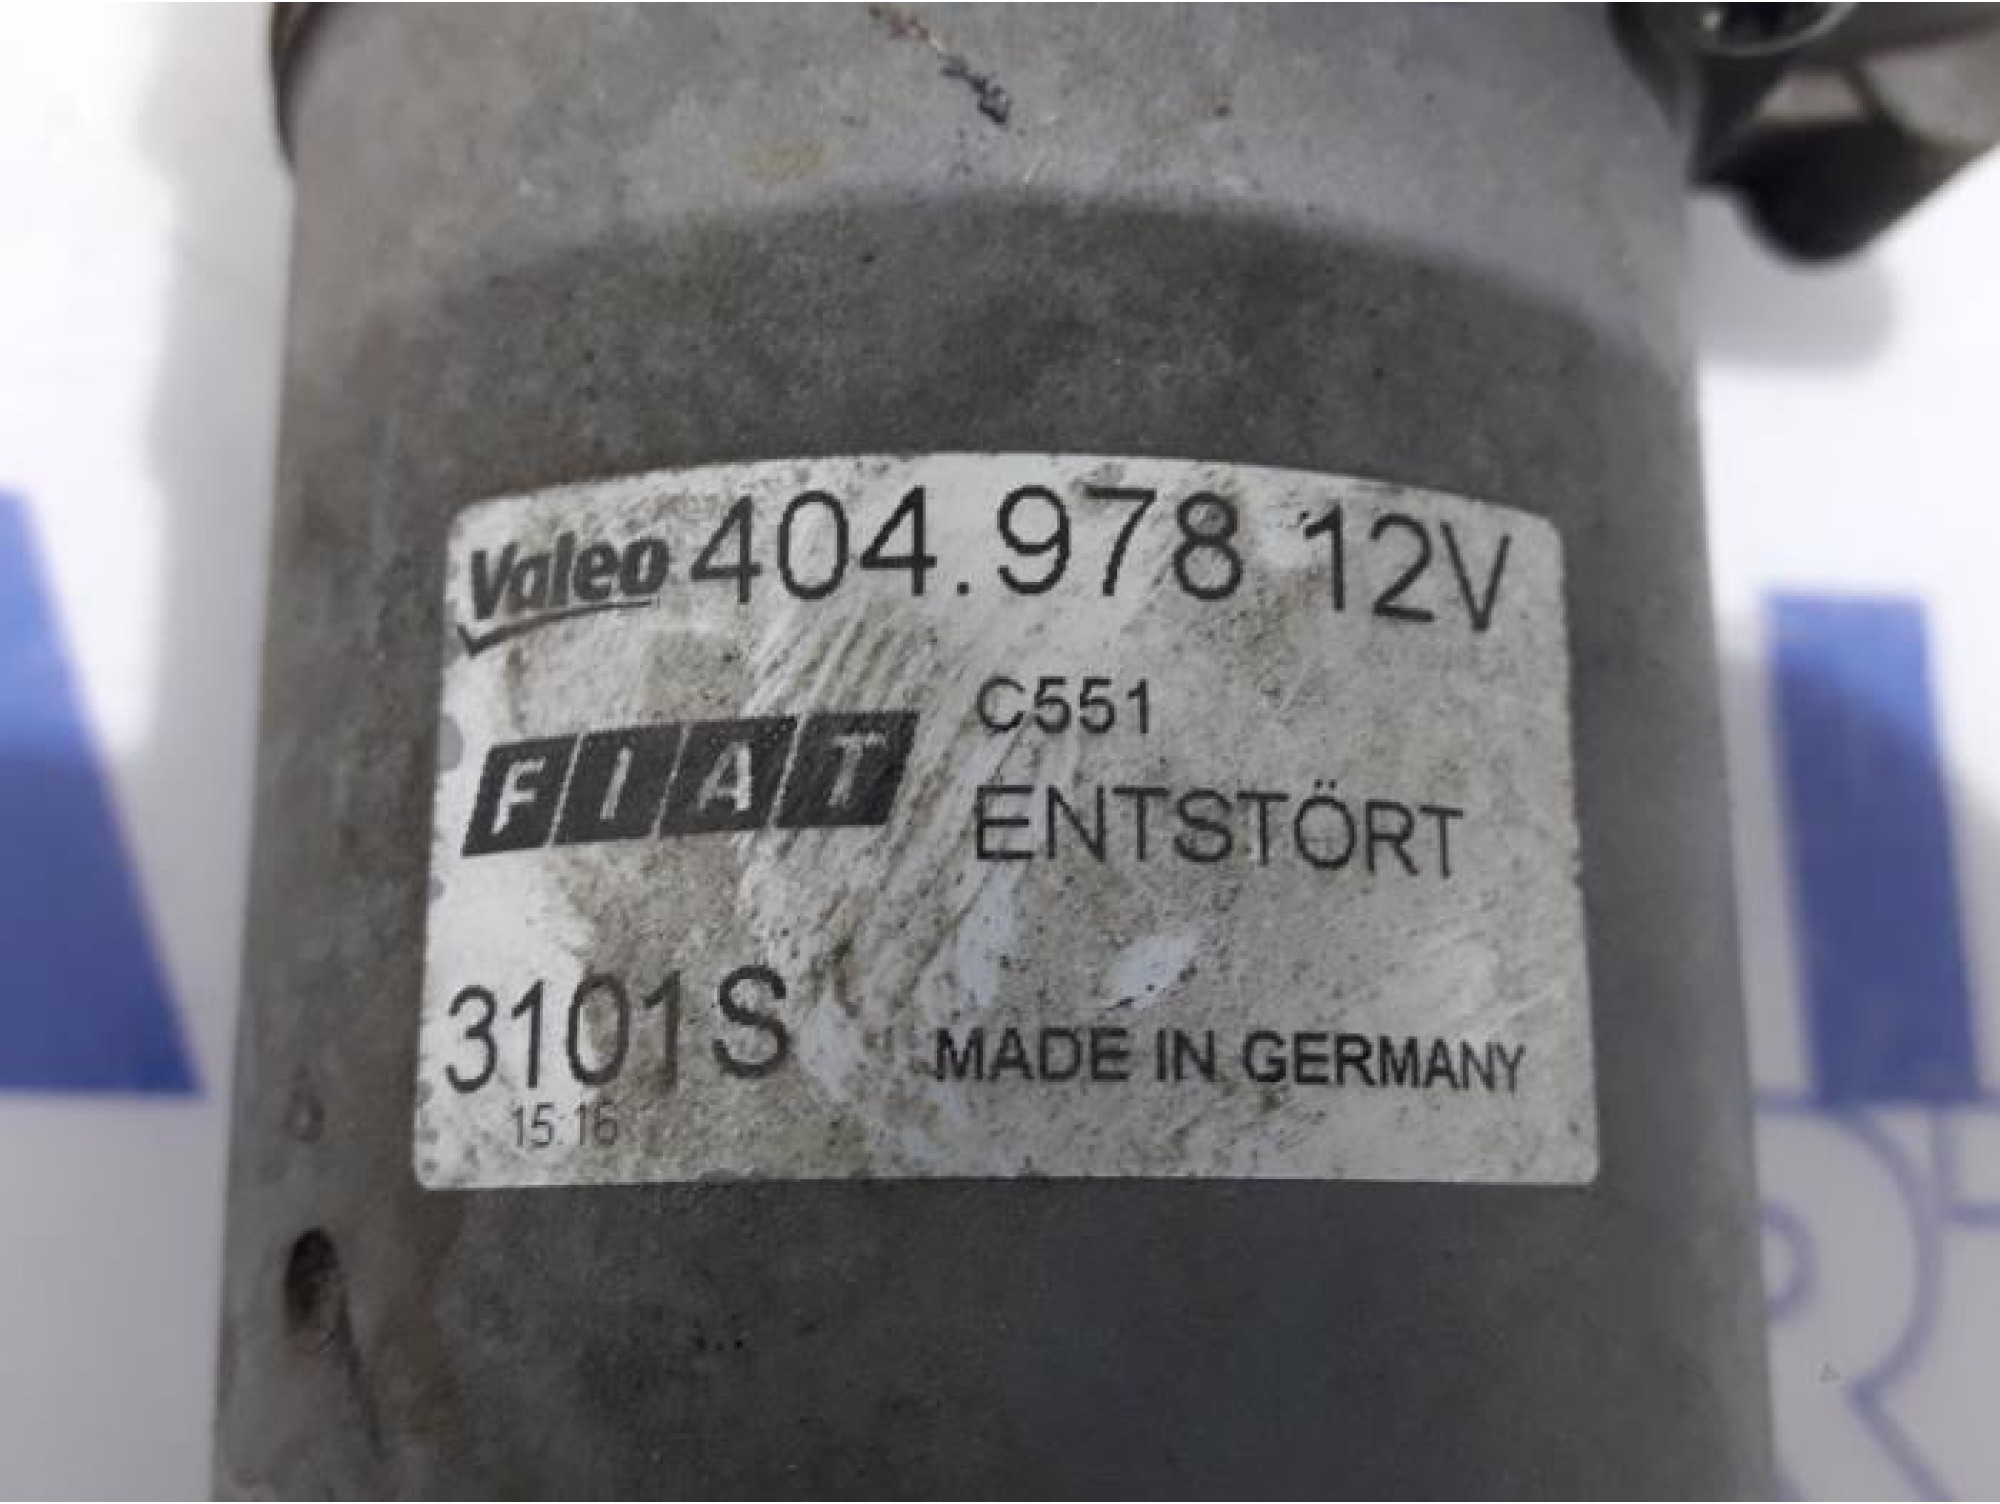 Valeo 404.978 12V
C551
FIAT
ENTSTÖRT
3101S
MADE IN GERMANY
15:16